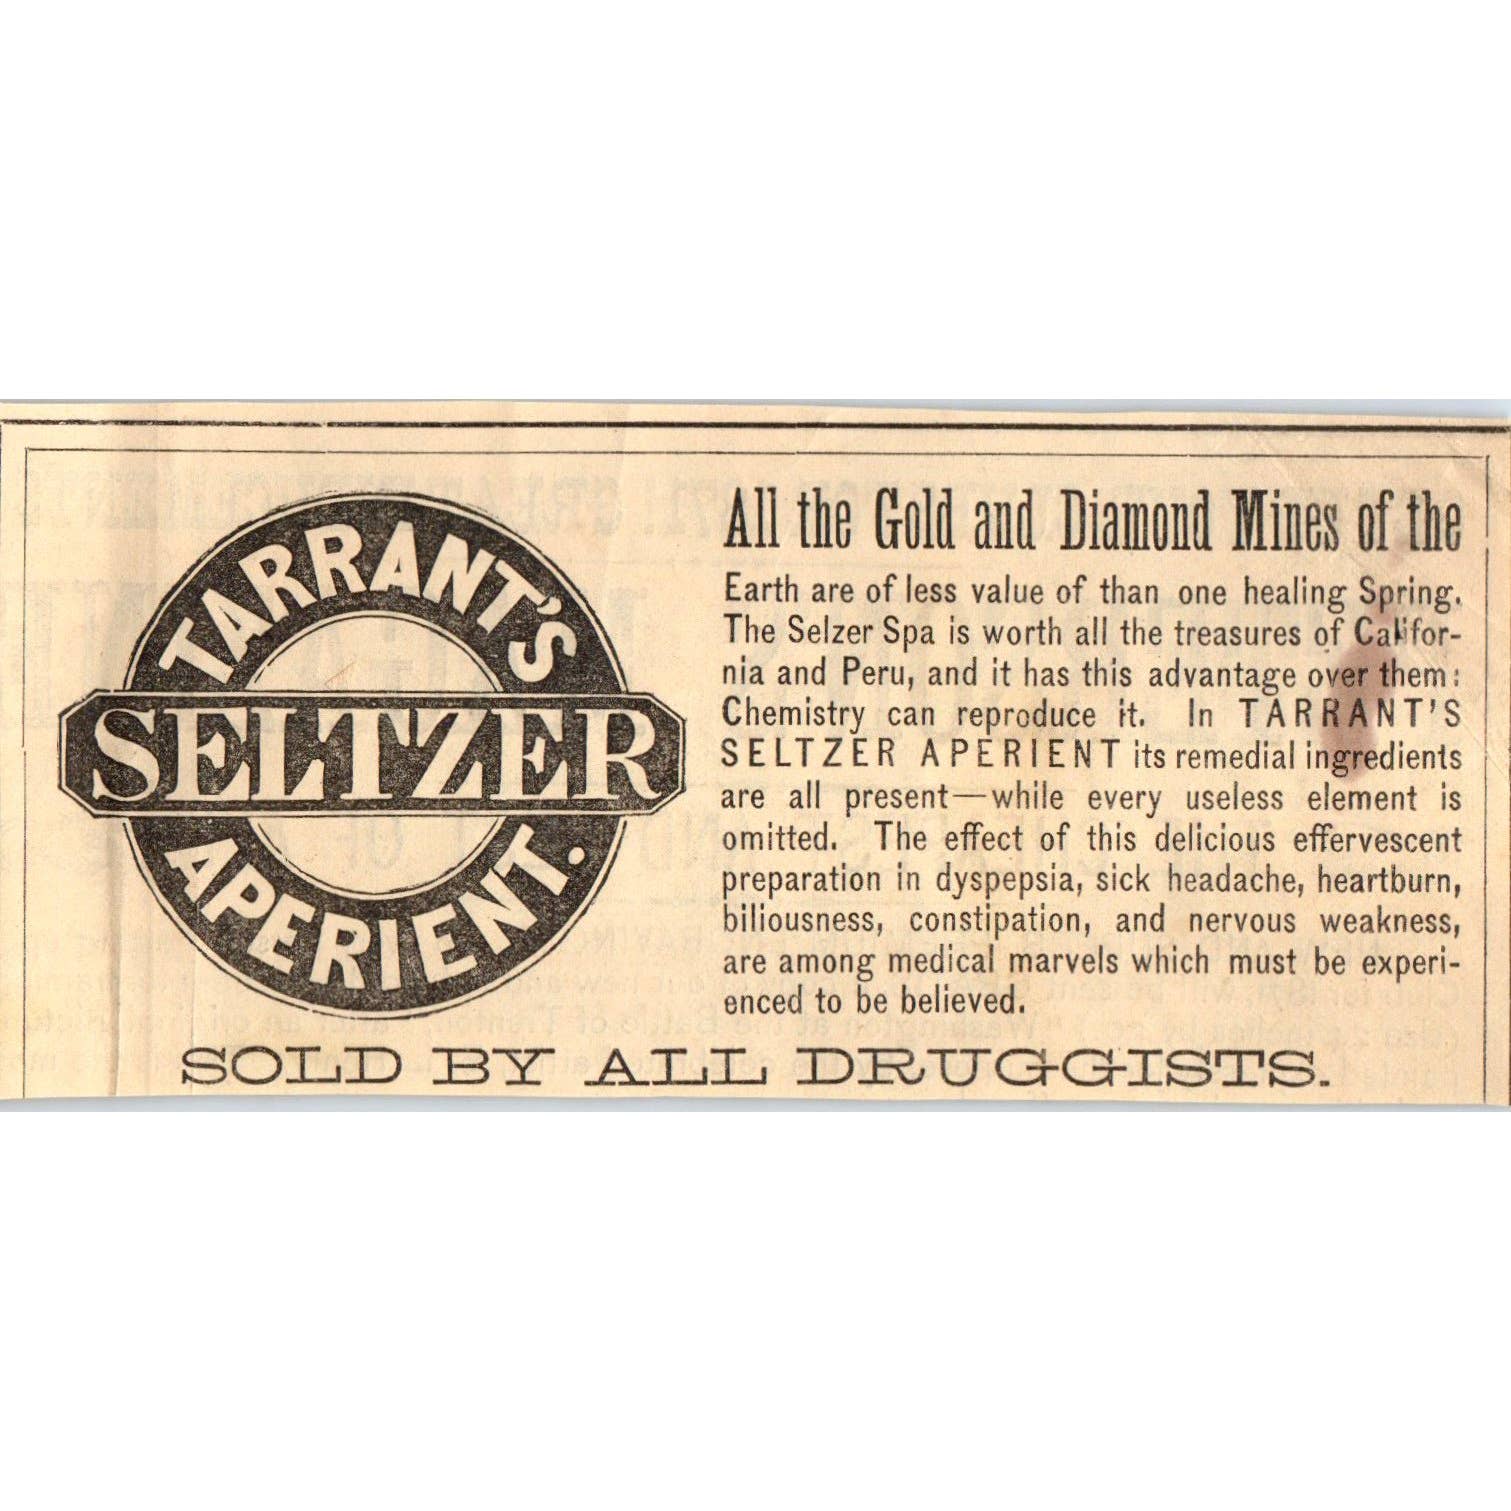 TARRANT'S
SELTZER
APERIENT.
All the Gold and Diamond Mines of the
Earth are of less value of than one healing Spring.
The Selzer Spa is worth all the treasures of Califor-
nia and Peru, and it has this advantage over them:
Chemistry can reproduce it. In TARRANT'S
SELTZER APERIENT its remedial ingredients
are all present—while every useless element is
omitted. The effect of this delicious effervescent
preparation in dyspepsia, sick headache, heartburn,
biliousness, constipation, and nervous weakness,
are among medical marvels which must be experi-
enced to be believed.
SOLD BY ALL DRUGGISTS.